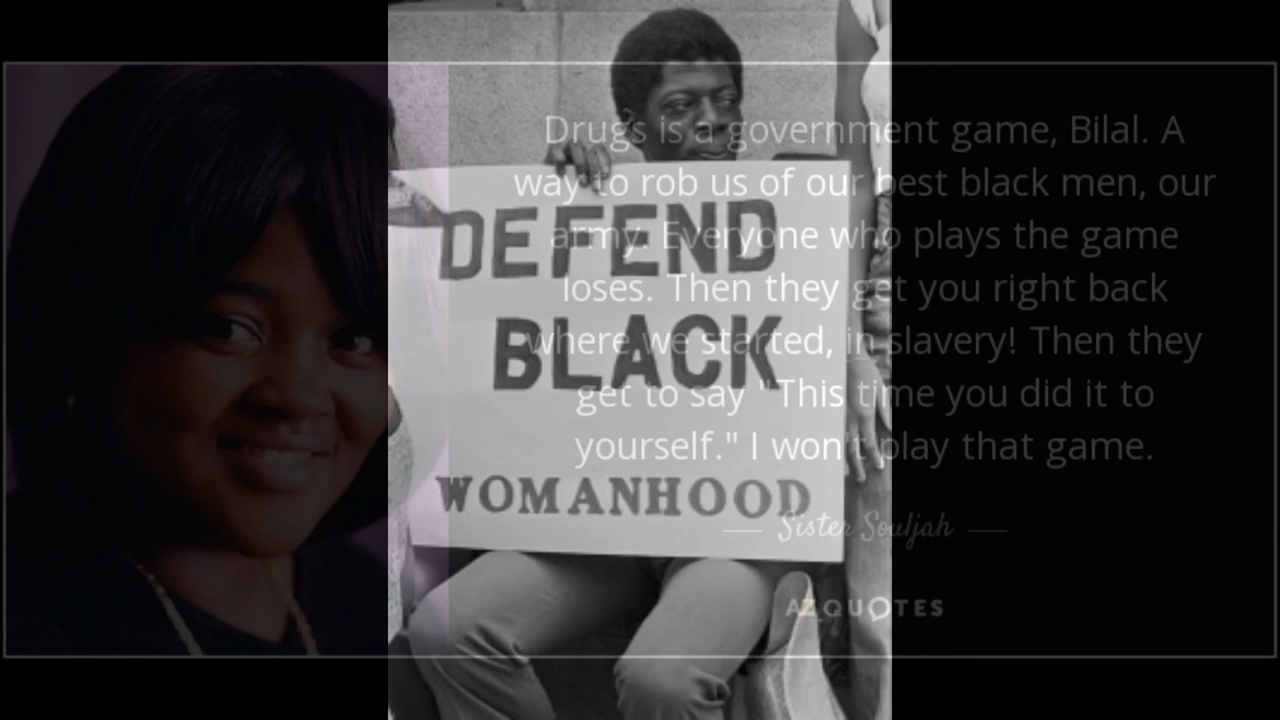 Drugs is a government game, Bilal. A
way to rob us of our best black men, our
army. Everyone who plays the game
loses. Then they get you right back
where we started, in slavery! Then they
get to say "This time you did it to
yourself." I won't play that game.
Sister Souljah
AZQUOTES
DEFEND
BLACK
WOMANHOOD